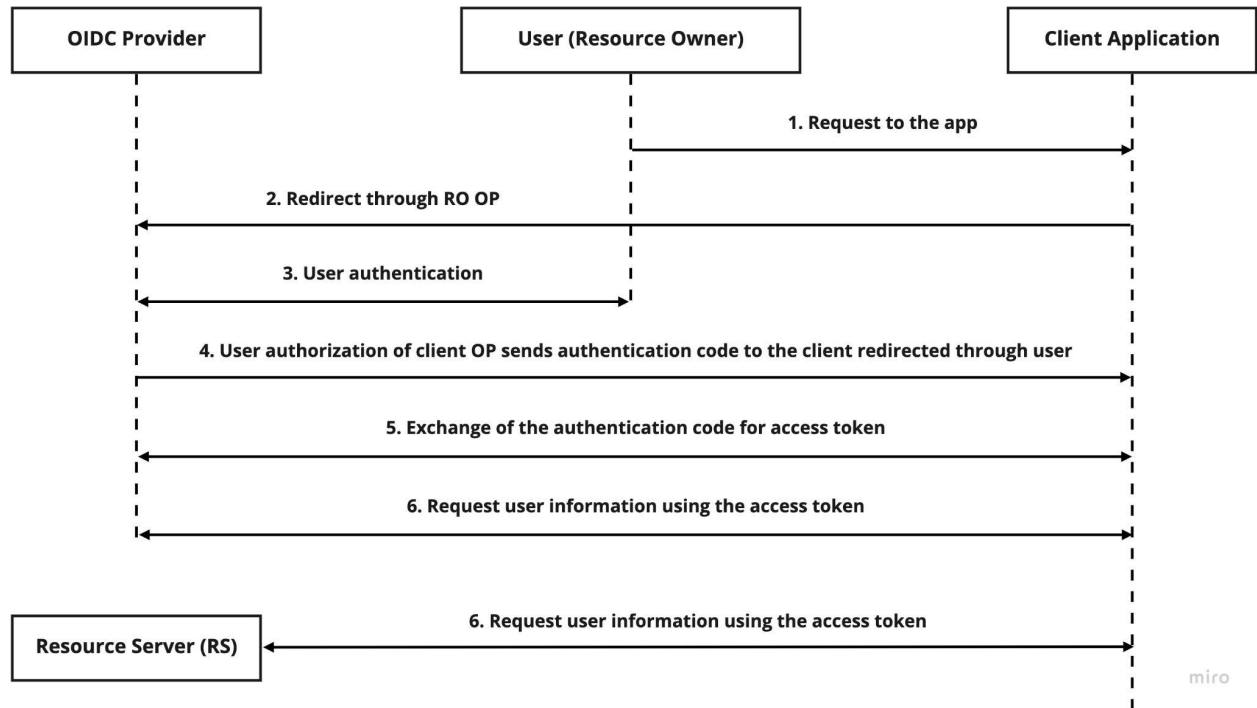 OIDC Provider
User (Resource Owner)
Client Application
1. Request to the app
2. Redirect through RO OP
3. User authentication
4. User authorization of client OP sends authentication code to the client redirected through user
5. Exchange of the authentication code for access token
6. Request user information using the access token
6. Request user information using the access token
Resource Server (RS)
miro